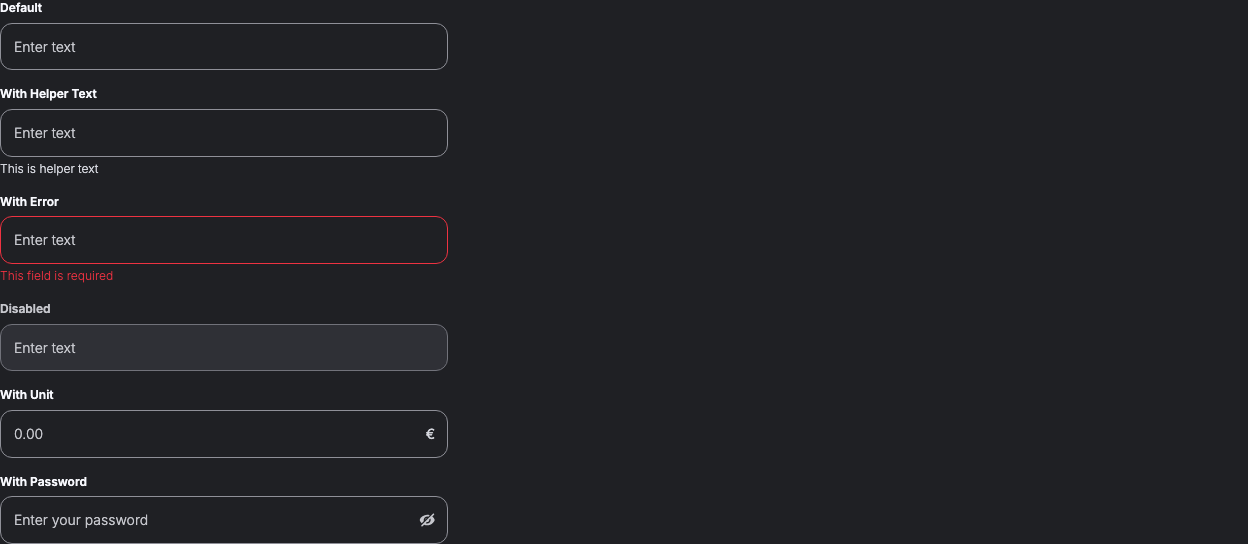 Default
Enter text
With Helper Text
Enter text
This is helper text
With Error
Enter text
This field is required
Disabled
Enter text
With Unit
0.00 €
With Password
Enter your password